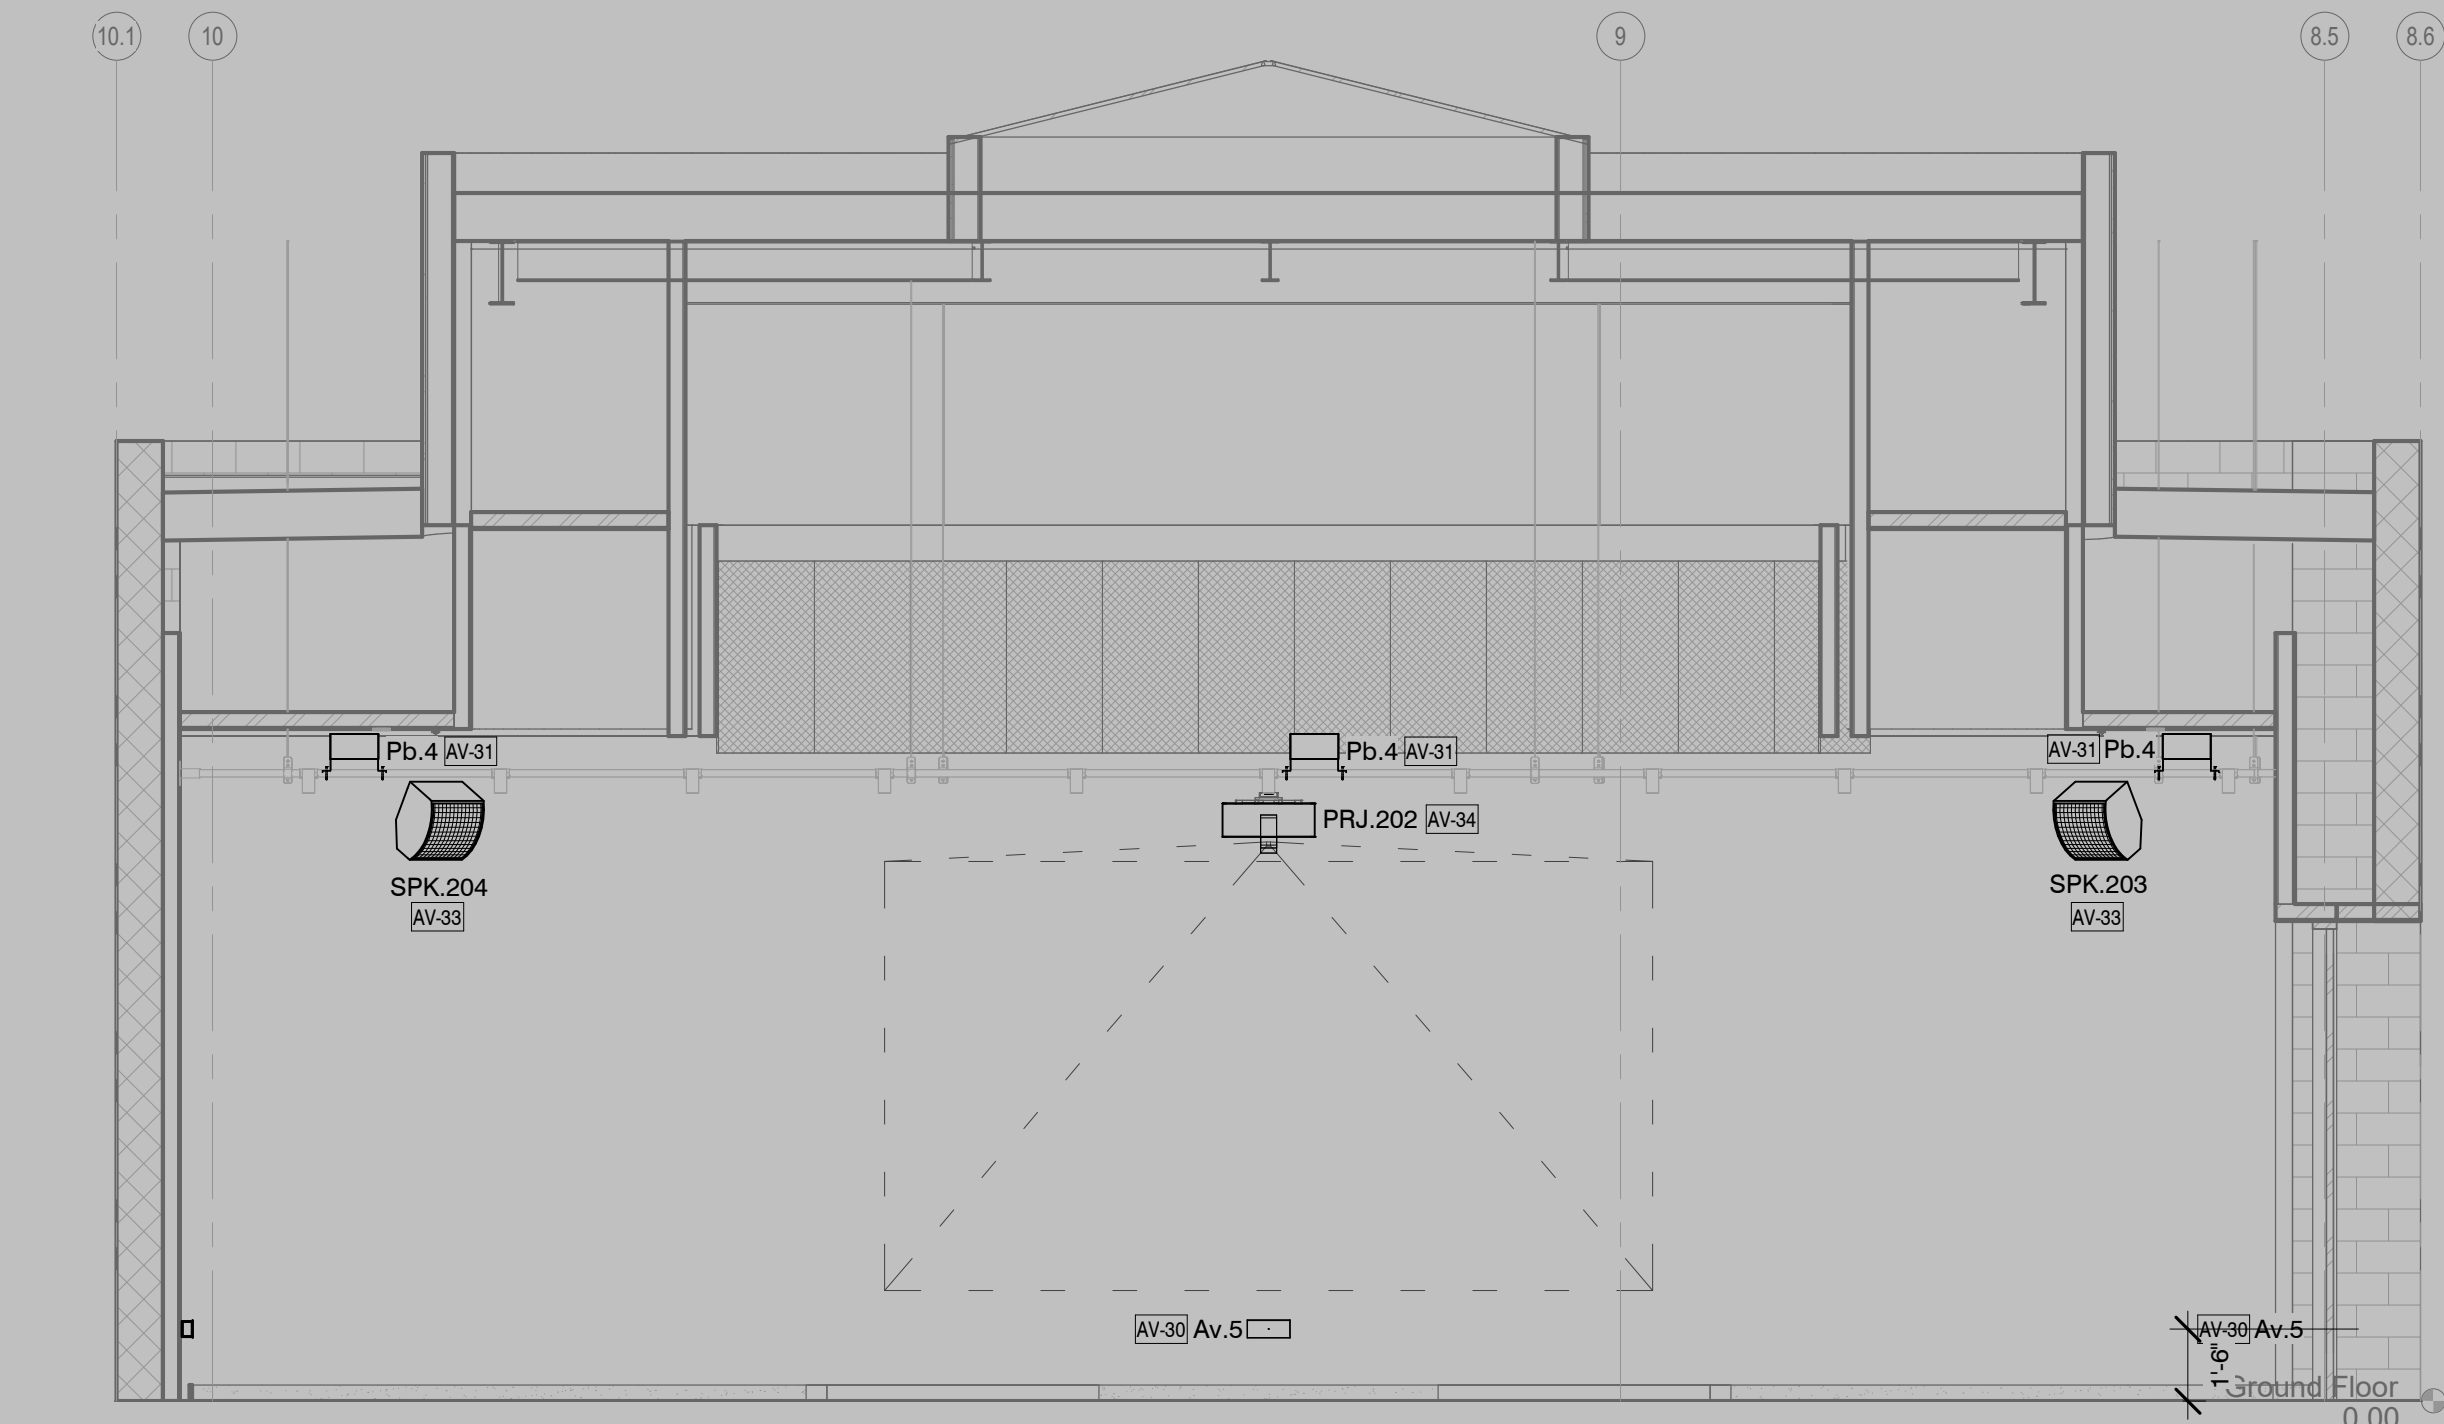 10.1 10 9 8.5 8.6
Pb.4 AV-31 Pb.4 AV-31 AV-31 Pb.4
PRJ.202 AV-34
SPK.204 SPK.203
AV-33 AV-33
AV-30 Av.5 AV-30 Av.5
1'-6"
Ground Floor
0.00